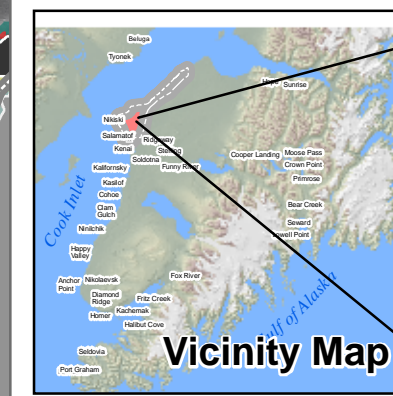 Beluga
Tyonek
Hope
Sunrise
Nikiski
Salamatof
Ridgeway
Kenai
Sterling
Soldotna
Cooper Landing
Moose Pass
Kalifornsky
Funny River
Crown Point
Kasilof
Primrose
Cohoe
Clam
Gulch
Bear Creek
Ninilchik
Seward
Lowell Point
Cook Inlet
Happy
Valley
Fox River
Anchor
Point
Nikolaevsk
Diamond
Ridge
Fritz Creek
Kachemak
Homer
Halibut Cove
Gulf of Alaska
Seldovia
Port Graham
Vicinity Map